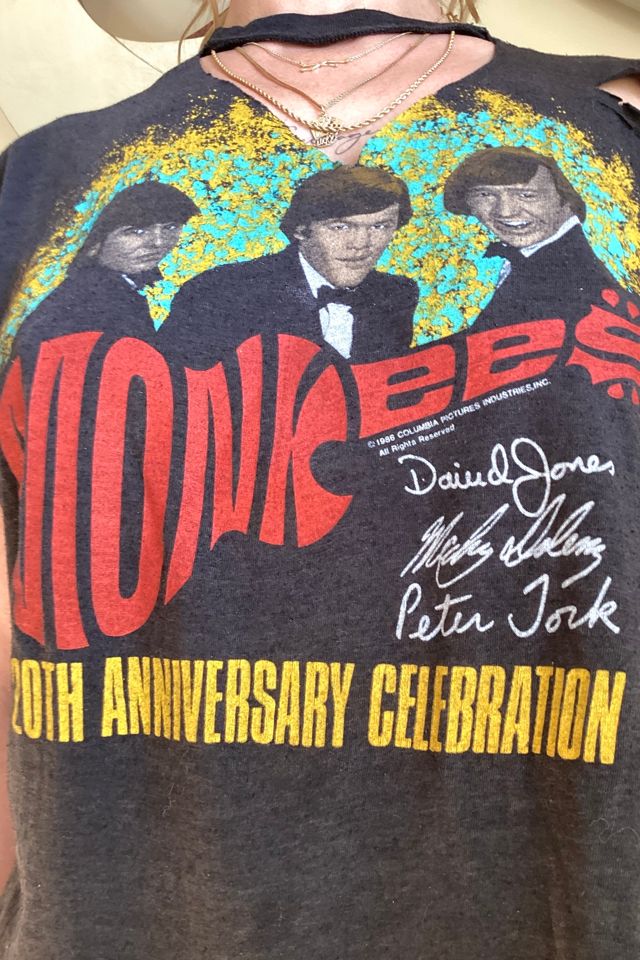 MONKEES
© 1986 COLUMBIA PICTURES INDUSTRIES, INC.
All Rights Reserved
David Jones
Micky Dolenz
Peter Tork
20TH ANNIVERSARY CELEBRATION